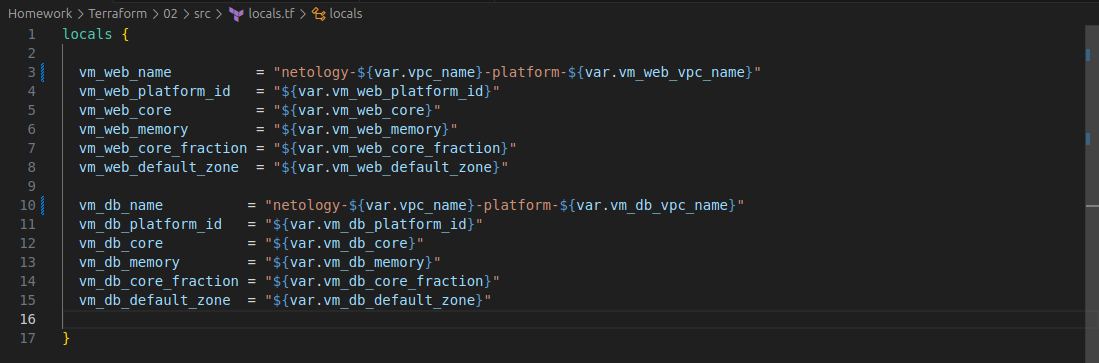 Homework > Terraform > 02 > src > locals.tf > locals
1 locals {
2
3 vm_web_name          = "netology-${var.vpc_name}-platform-${var.vm_web_vpc_name}"
4 vm_web_platform_id   = "${var.vm_web_platform_id}"
5 vm_web_core          = "${var.vm_web_core}"
6 vm_web_memory        = "${var.vm_web_memory}"
7 vm_web_core_fraction = "${var.vm_web_core_fraction}"
8 vm_web_default_zone  = "${var.vm_web_default_zone}"
9
10 vm_db_name          = "netology-${var.vpc_name}-platform-${var.vm_db_vpc_name}"
11 vm_db_platform_id   = "${var.vm_db_platform_id}"
12 vm_db_core          = "${var.vm_db_core}"
13 vm_db_memory        = "${var.vm_db_memory}"
14 vm_db_core_fraction = "${var.vm_db_core_fraction}"
15 vm_db_default_zone  = "${var.vm_db_default_zone}"
16
17 }